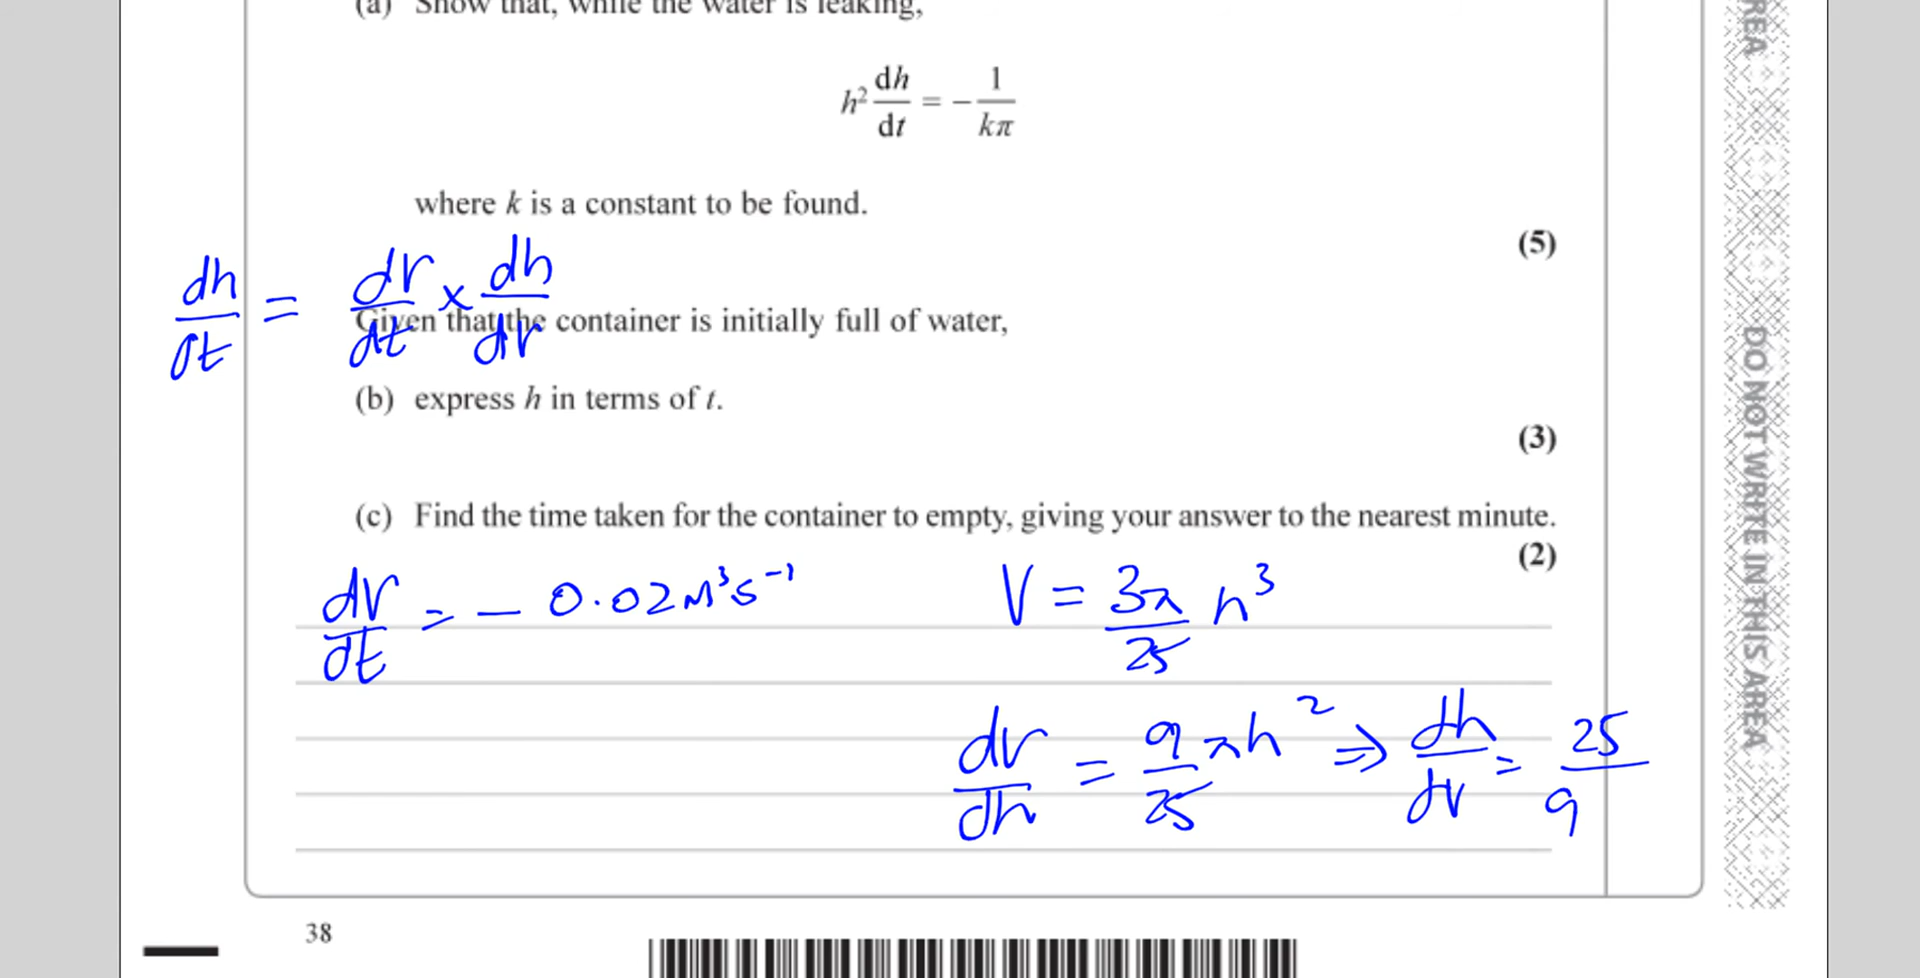 (a) Show that, while the water is leaking,
h² dh/dt = − 1/kπ
where k is a constant to be found.
(5)
dh/dt = dv/dt × dh/dv
Given that the container is initially full of water,
(b) express h in terms of t.
(3)
(c) Find the time taken for the container to empty, giving your answer to the nearest minute.
(2)
dv/dt = − 0.02 m³s⁻¹
V = 3π/25 h³
dv/dh = 9/25 πh² ⇒ dh/dv = 25/9
38
REA
DO NOT WRITE IN THIS AREA